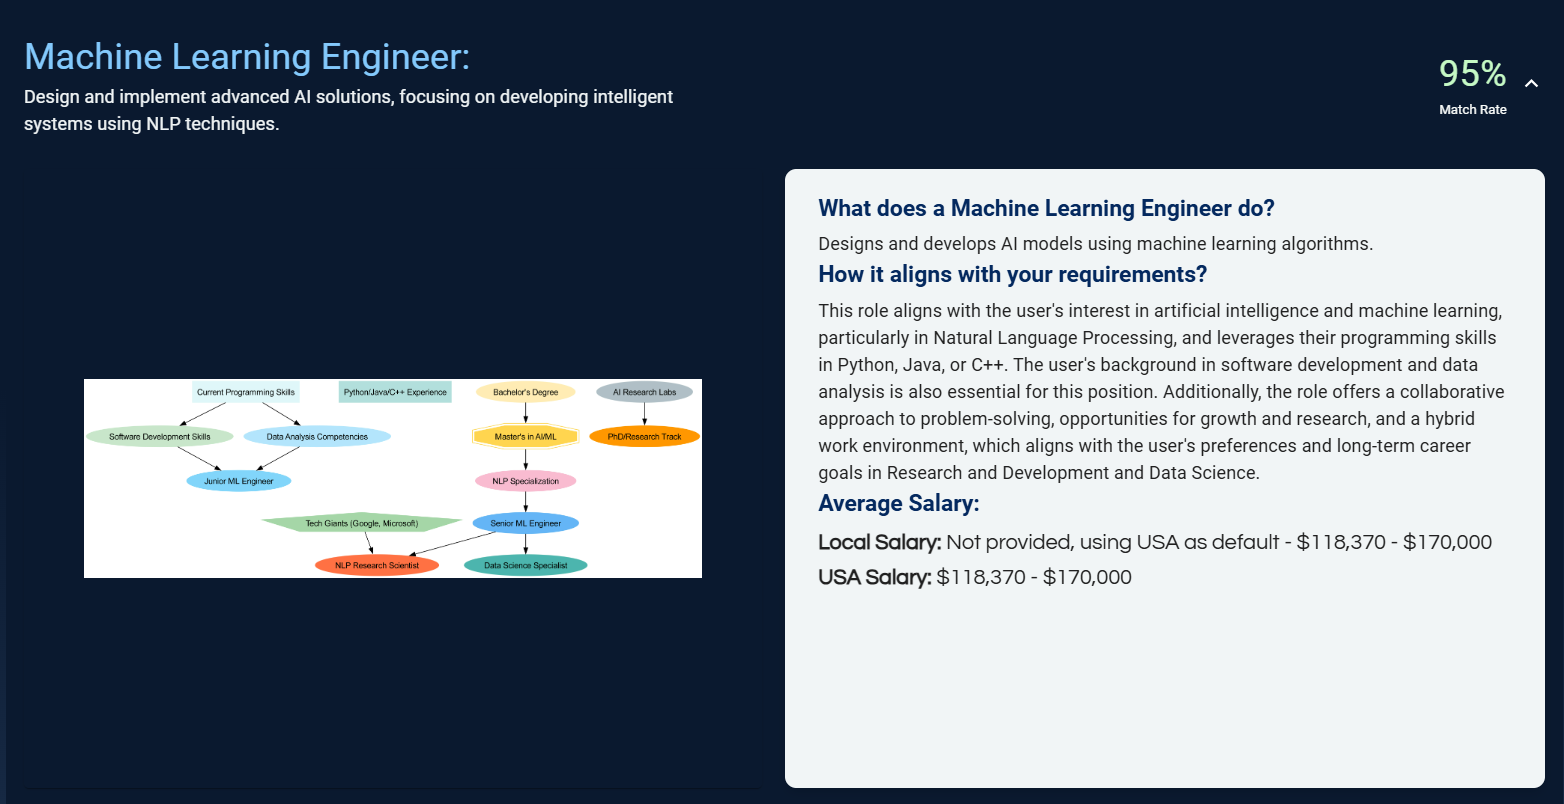 Machine Learning Engineer:
Design and implement advanced AI solutions, focusing on developing intelligent
systems using NLP techniques.
95%
Match Rate
Current Programming Skills
Python/Java/C++ Experience
Bachelor's Degree
AI Research Labs
Software Development Skills
Data Analysis Competencies
Master's in AI/ML
PhD/Research Track
Junior ML Engineer
NLP Specialization
Tech Giants (Google, Microsoft)
Senior ML Engineer
NLP Research Scientist
Data Science Specialist
What does a Machine Learning Engineer do?
Designs and develops AI models using machine learning algorithms.
How it aligns with your requirements?
This role aligns with the user's interest in artificial intelligence and machine learning,
particularly in Natural Language Processing, and leverages their programming skills
in Python, Java, or C++. The user's background in software development and data
analysis is also essential for this position. Additionally, the role offers a collaborative
approach to problem-solving, opportunities for growth and research, and a hybrid
work environment, which aligns with the user's preferences and long-term career
goals in Research and Development and Data Science.
Average Salary:
Local Salary: Not provided, using USA as default - $118,370 - $170,000
USA Salary: $118,370 - $170,000